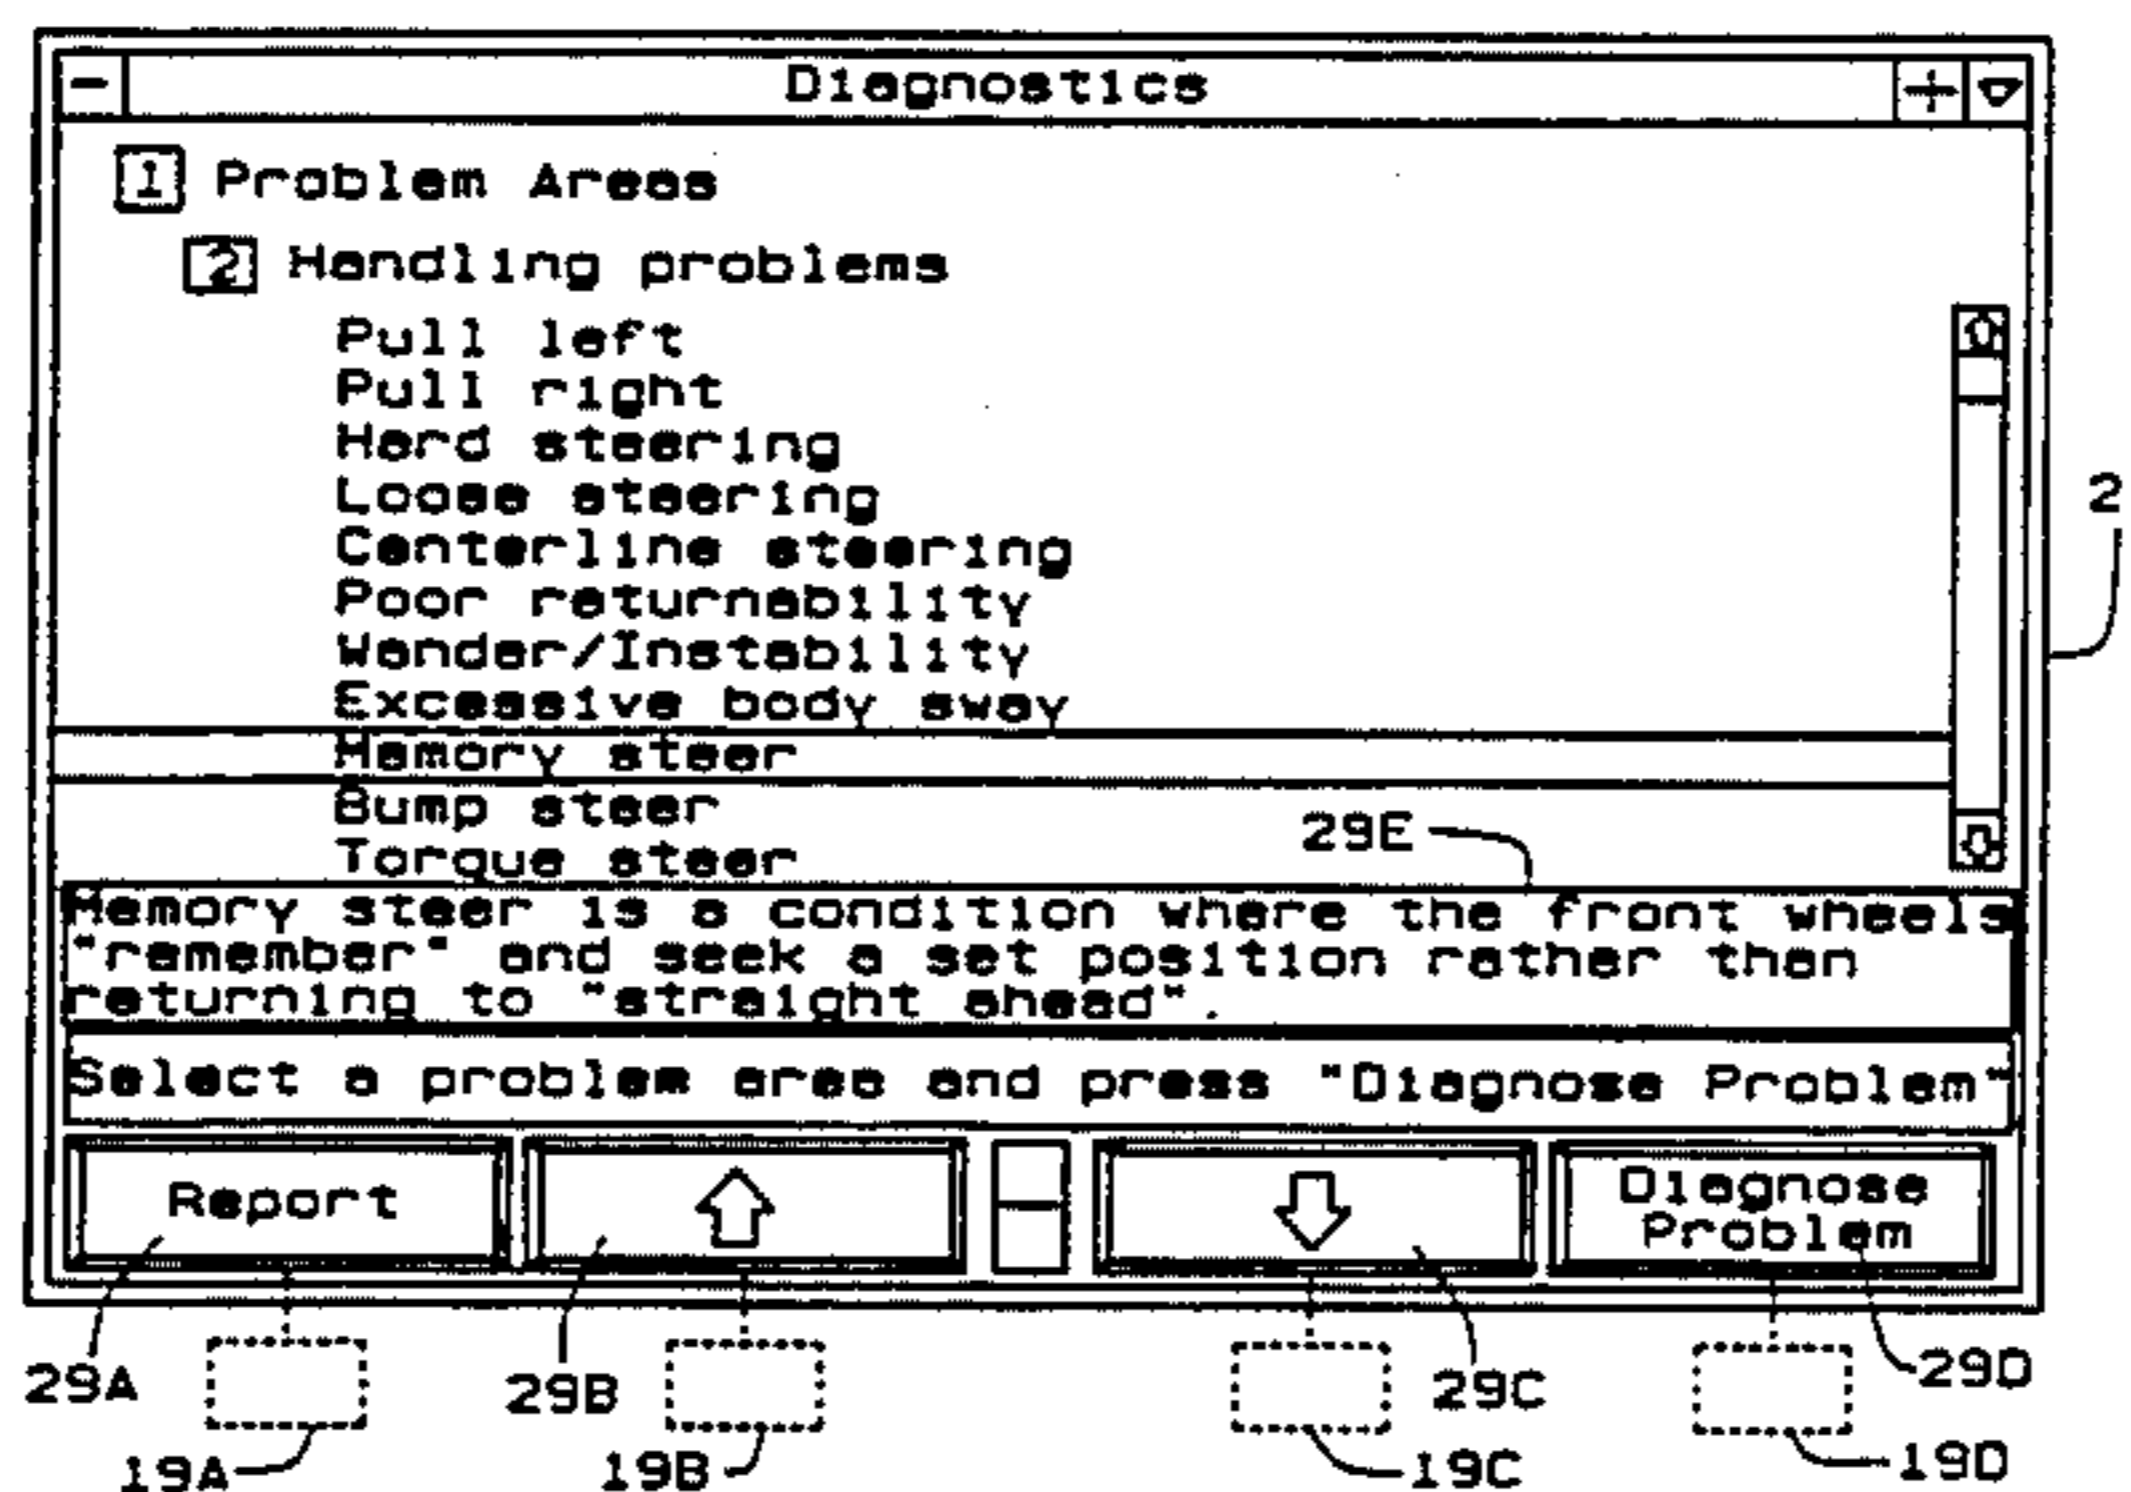 Diagnostics
1 Problem Areas
2 Handling problems
Pull left
Pull right
Hard steering
Loose steering
Centerline steering
Poor returnability
Wander/Instability
Excessive body sway
Memory steer
Bump steer
Torque steer
29E
2
Memory steer is a condition where the front wheels
"remember" and seek a set position rather than
returning to "straight ahead".
Select a problem area and press "Diagnose Problem"
Report
Diagnose
Problem
29A
29B
29C
29D
19A
19B
19C
19D